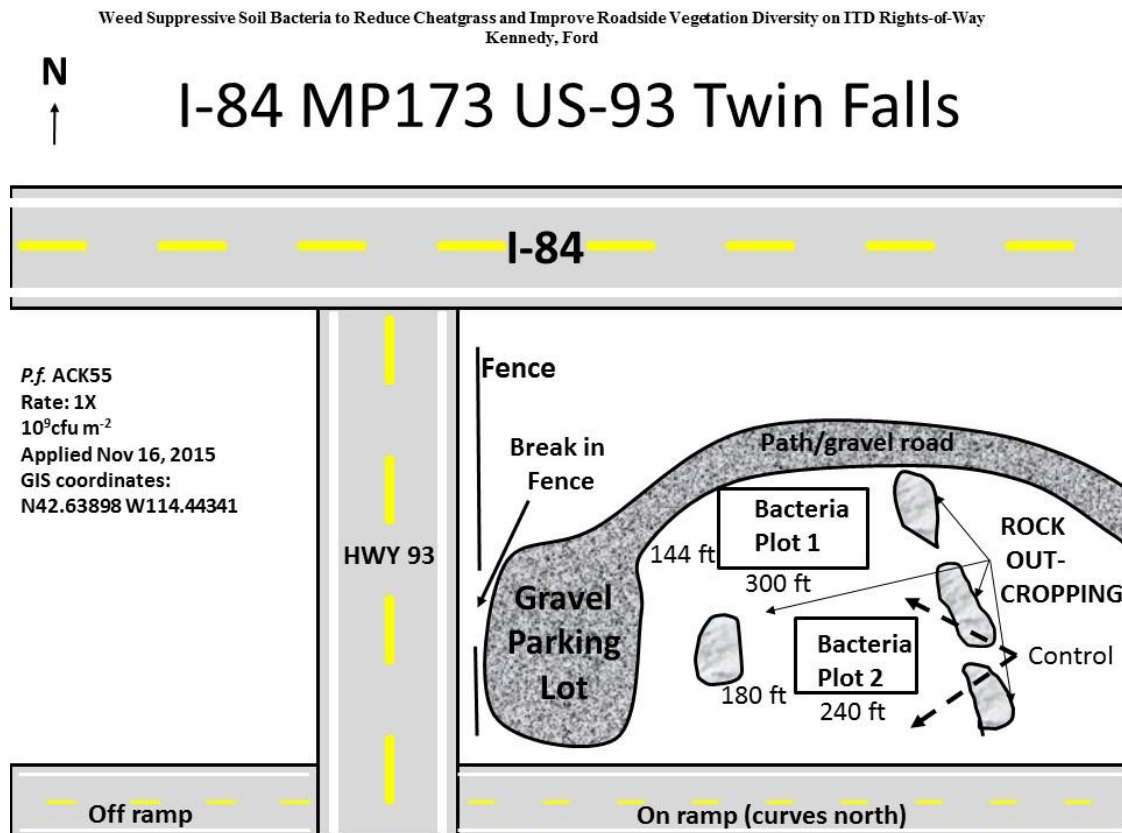 Weed Suppressive Soil Bacteria to Reduce Cheatgrass and Improve Roadside Vegetation Diversity on ITD Rights-of-Way
Kennedy, Ford
N
I-84 MP173 US-93 Twin Falls
I-84
P.f. ACK55
Rate: 1X
10⁹cfu m⁻²
Applied Nov 16, 2015
GIS coordinates:
N42.63898 W114.44341
HWY 93
Fence
Break in
Fence
Path/gravel road
Gravel
Parking
Lot
Bacteria
Plot 1
144 ft
300 ft
ROCK
OUT-
CROPPING
Bacteria
Plot 2
180 ft
240 ft
Control
Off ramp
On ramp (curves north)